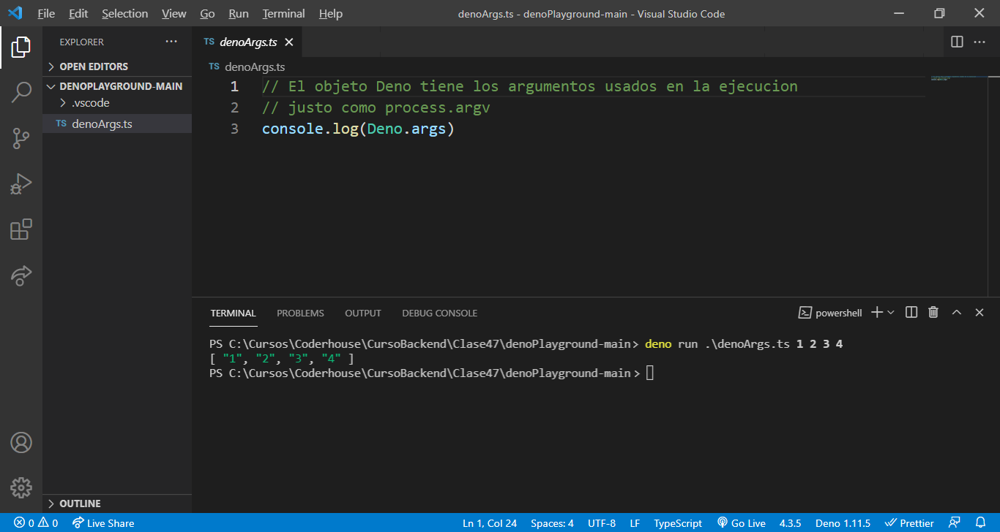 File Edit Selection View Go Run Terminal Help denoArgs.ts - denoPlayground-main - Visual Studio Code
EXPLORER
OPEN EDITORS
DENOPLAYGROUND-MAIN
.vscode
TS denoArgs.ts
OUTLINE
TS denoArgs.ts
TS denoArgs.ts
1 // El objeto Deno tiene los argumentos usados en la ejecucion
2 // justo como process.argv
3 console.log(Deno.args)
TERMINAL PROBLEMS OUTPUT DEBUG CONSOLE powershell
PS C:\Cursos\Coderhouse\CursoBackend\Clase47\denoPlayground-main> deno run .\denoArgs.ts 1 2 3 4
[ "1", "2", "3", "4" ]
PS C:\Cursos\Coderhouse\CursoBackend\Clase47\denoPlayground-main>
0 0 Live Share Ln 1, Col 24 Spaces: 4 UTF-8 LF TypeScript Go Live 4.3.5 Deno 1.11.5 Prettier